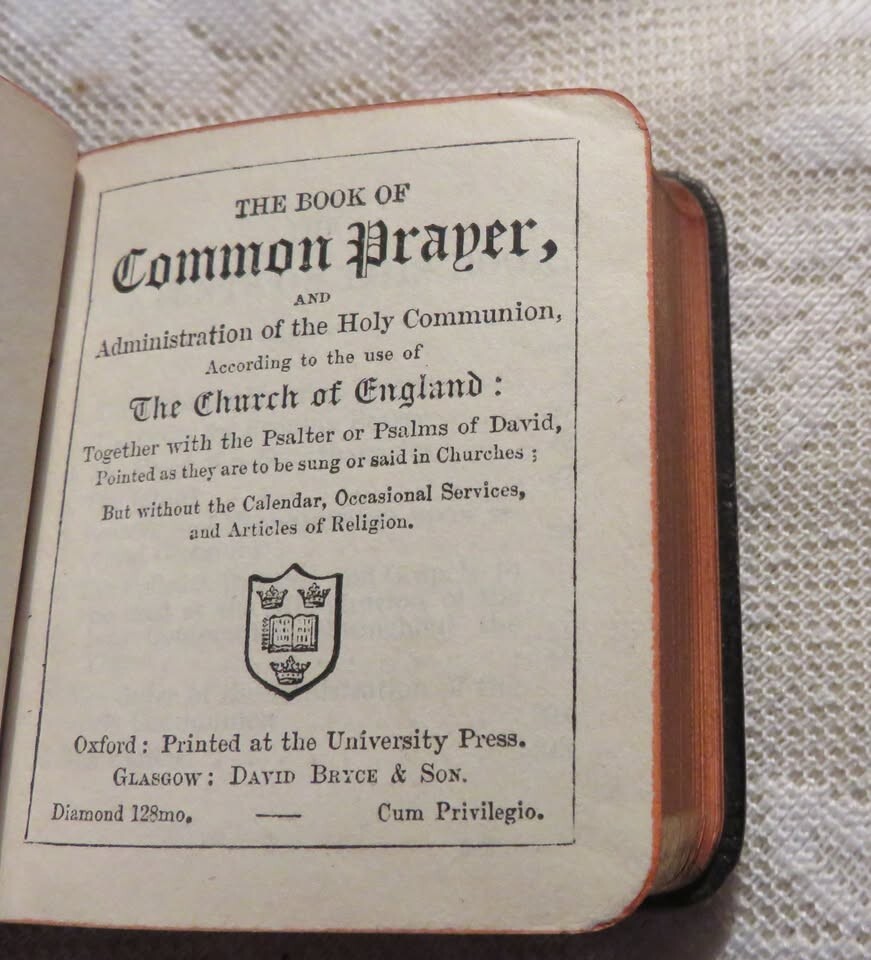 THE BOOK OF
Common Prayer,
AND
Administration of the Holy Communion,
According to the use of
The Church of England:
Together with the Psalter or Psalms of David,
Pointed as they are to be sung or said in Churches;
But without the Calendar, Occasional Services,
and Articles of Religion.
Oxford: Printed at the University Press.
GLASGOW: DAVID BRYCE & SON.
Diamond 128mo. — Cum Privilegio.